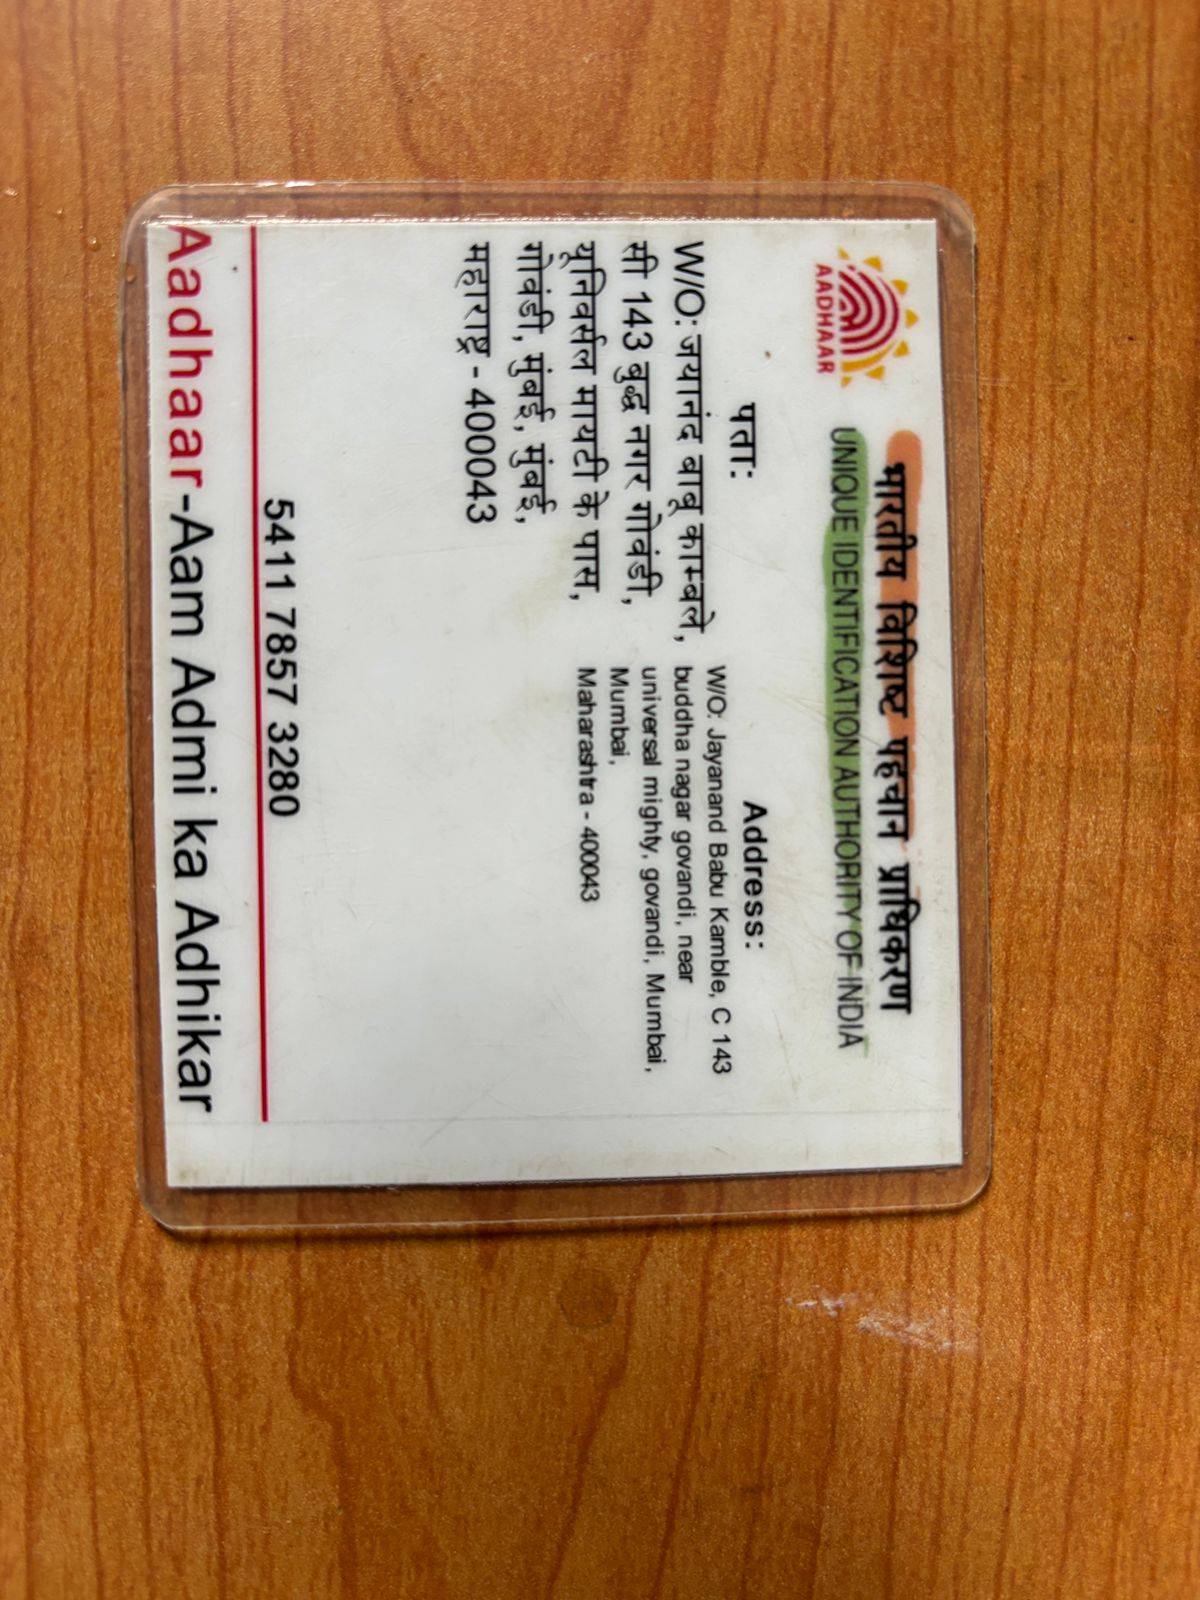 AADHAAR
भारतीय विशिष्ट पहचान प्राधिकरण
UNIQUE IDENTIFICATION AUTHORITY OF INDIA
पता:
W/O: जयानंद बाबू काम्बले,
सी 143 बुद्ध नगर गोवंडी,
युनिवर्सल मायटी के पास,
गोवंडी, मुंबई, मुंबई,
महाराष्ट्र - 400043
Address:
W/O: Jayanand Babu Kamble, C 143
buddha nagar govandi, near
universal mighty, govandi, Mumbai,
Mumbai,
Maharashtra - 400043
5411 7857 3280
Aadhaar-Aam Admi ka Adhikar